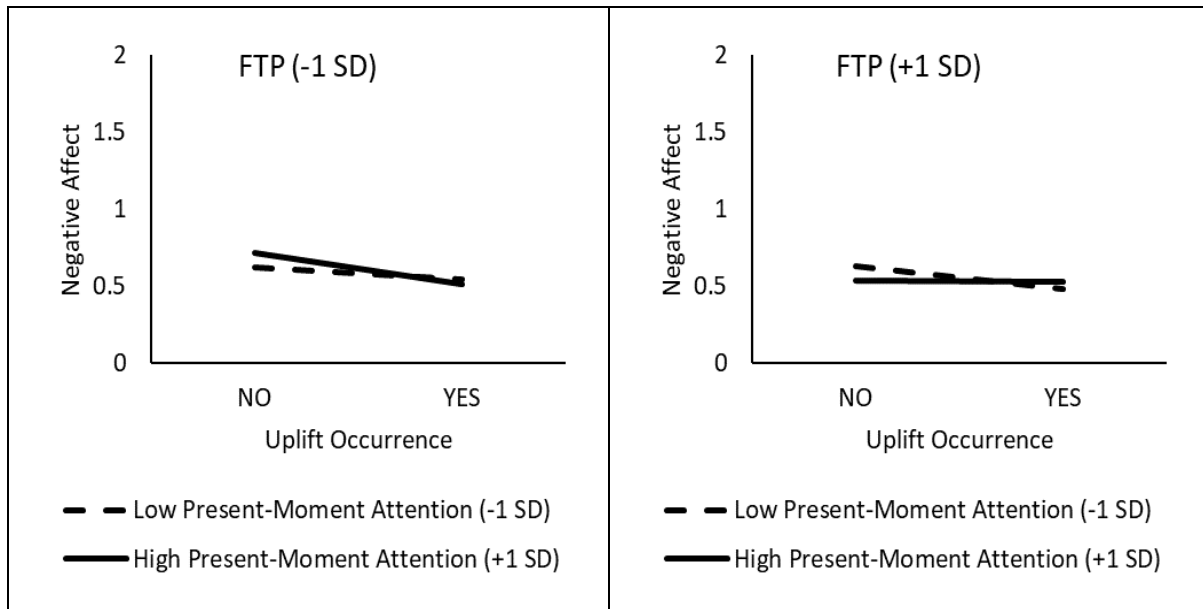 FTP (-1 SD)
2
1.5
1
0.5
0
Negative Affect
NO YES
Uplift Occurrence
Low Present-Moment Attention (-1 SD)
High Present-Moment Attention (+1 SD)
FTP (+1 SD)
2
1.5
1
0.5
0
Negative Affect
NO YES
Uplift Occurrence
Low Present-Moment Attention (-1 SD)
High Present-Moment Attention (+1 SD)